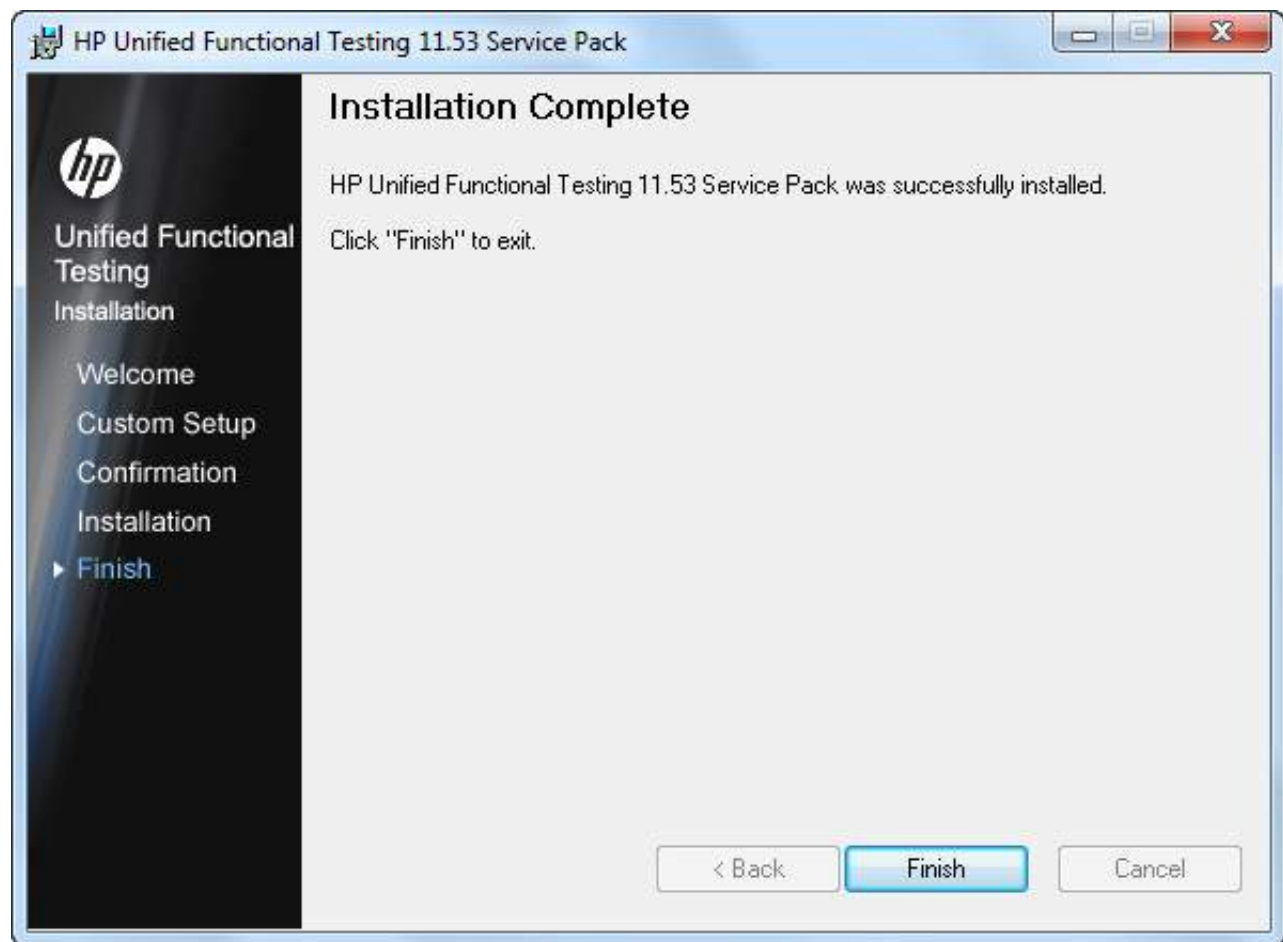 HP Unified Functional Testing 11.53 Service Pack
Installation Complete
hp
HP Unified Functional Testing 11.53 Service Pack was successfully installed.
Unified Functional
Testing
Click "Finish" to exit.
Installation
Welcome
Custom Setup
Confirmation
Installation
Finish
< Back
Finish
Cancel